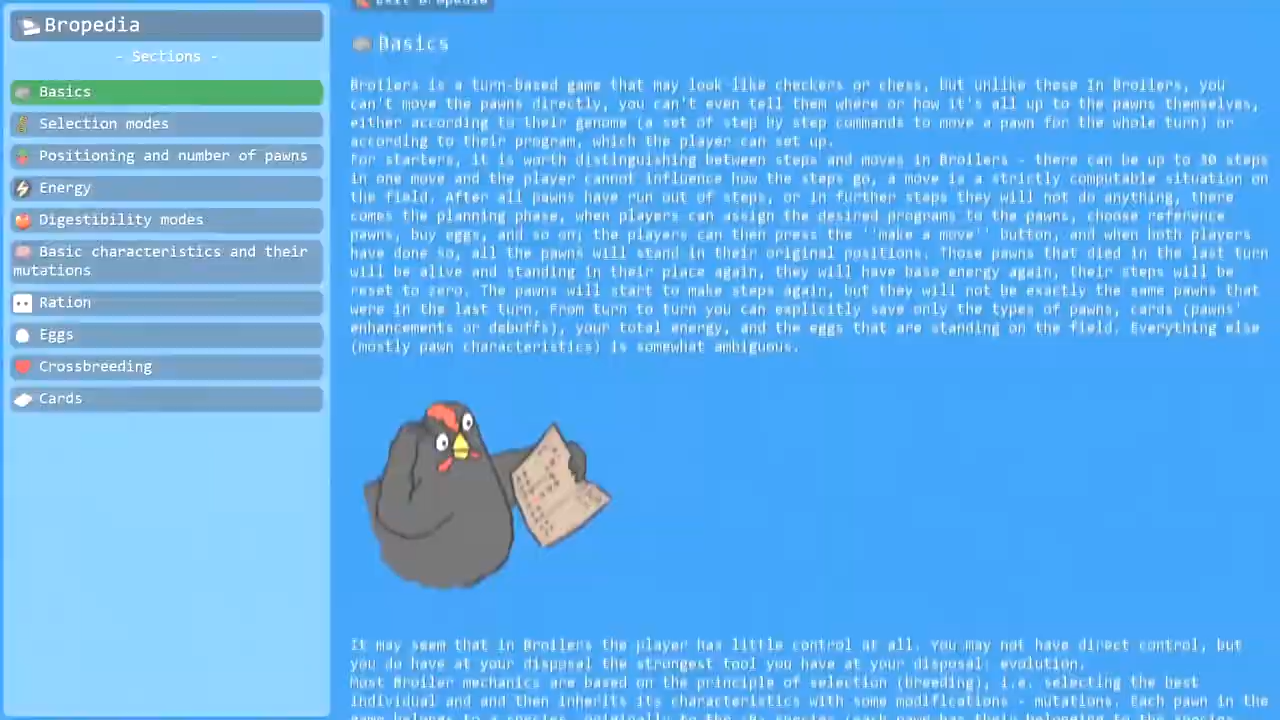 Bropedia
- Sections -
Basics
Selection modes
Positioning and number of pawns
Energy
Digestibility modes
Basic characteristics and their
mutations
Ration
Eggs
Crossbreeding
Cards
Exit Bropedia
Basics
Broilers is a turn-based game that may look like checkers or chess, but unlike these in Broilers, you
can't move the pawns directly, you can't even tell them where or how it's all up to the pawns themselves,
either according to their genome (a set of step by step commands to move a pawn for the whole turn) or
according to their program, which the player can set up.
For starters, it is worth distinguishing between steps and moves in Broilers - there can be up to 30 steps
in one move and the player cannot influence how the steps go, a move is a strictly computable situation on
the field. After all pawns have run out of steps, or in further steps they will not do anything, there
comes the planning phase, when players can assign the desired programs to the pawns, choose reference
pawns, buy eggs, and so on; the players can then press the ''make a move'' button, and when both players
have done so, all the pawns will stand in their original positions. Those pawns that died in the last turn
will be alive and standing in their place again, they will have base energy again, their steps will be
reset to zero. The pawns will start to make steps again, but they will not be exactly the same pawns that
were in the last turn. From turn to turn you can explicitly save only the types of pawns, cards (pawns'
enhancements or debuffs), your total energy, and the eggs that are standing on the field. Everything else
(mostly pawn characteristics) is somewhat ambiguous.
It may seem that in Broilers the player has little control at all. You may not have direct control, but
you do have at your disposal the strongest tool you have at your disposal: evolution.
Most Broiler mechanics are based on the principle of selection (breeding), i.e. selecting the best
individual and and then inherits its characteristics with some modifications - mutations. Each pawn in the
game belongs to a species.